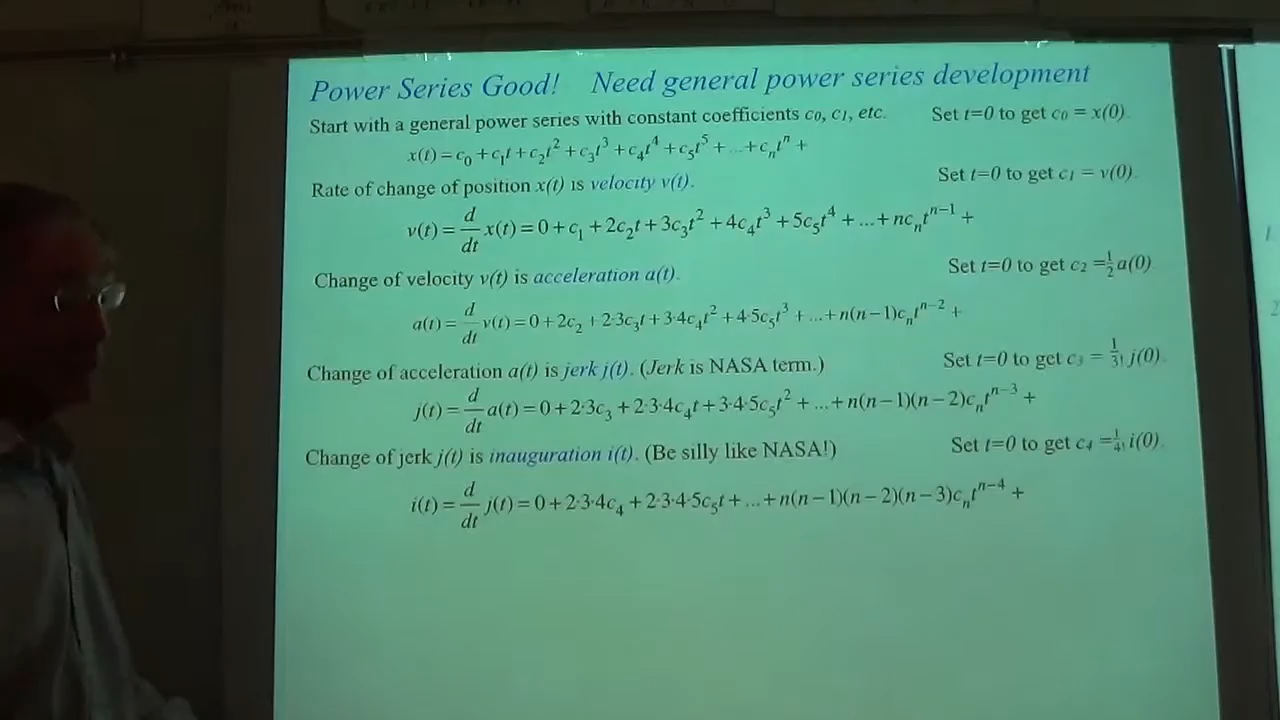 Power Series Good! Need general power series development
Start with a general power series with constant coefficients c₀, c₁, etc. Set t=0 to get c₀ = x(0).
x(t) = c₀ + c₁t + c₂t² + c₃t³ + c₄t⁴ + c₅t⁵ + ... + cₙtⁿ +
Rate of change of position x(t) is velocity v(t). Set t=0 to get c₁ = v(0).
v(t) = d/dt x(t) = 0 + c₁ + 2c₂t + 3c₃t² + 4c₄t³ + 5c₅t⁴ + ... + ncₙtⁿ⁻¹ +
Change of velocity v(t) is acceleration a(t). Set t=0 to get c₂ = ½ a(0).
a(t) = d/dt v(t) = 0 + 2c₂ + 2·3c₃t + 3·4c₄t² + 4·5c₅t³ + ... + n(n−1)cₙtⁿ⁻² +
Change of acceleration a(t) is jerk j(t). (Jerk is NASA term.) Set t=0 to get c₃ = 1/3! j(0).
j(t) = d/dt a(t) = 0 + 2·3c₃ + 2·3·4c₄t + 3·4·5c₅t² + ... + n(n−1)(n−2)cₙtⁿ⁻³ +
Change of jerk j(t) is inauguration i(t). (Be silly like NASA!) Set t=0 to get c₄ = 1/4! i(0).
i(t) = d/dt j(t) = 0 + 2·3·4c₄ + 2·3·4·5c₅t + ... + n(n−1)(n−2)(n−3)cₙtⁿ⁻⁴ +